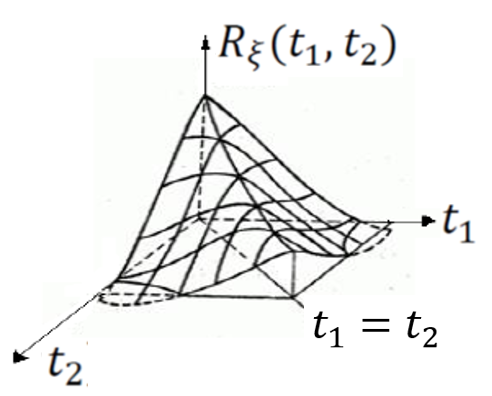 R_ξ(t_1, t_2)
t_1
t_1 = t_2
t_2